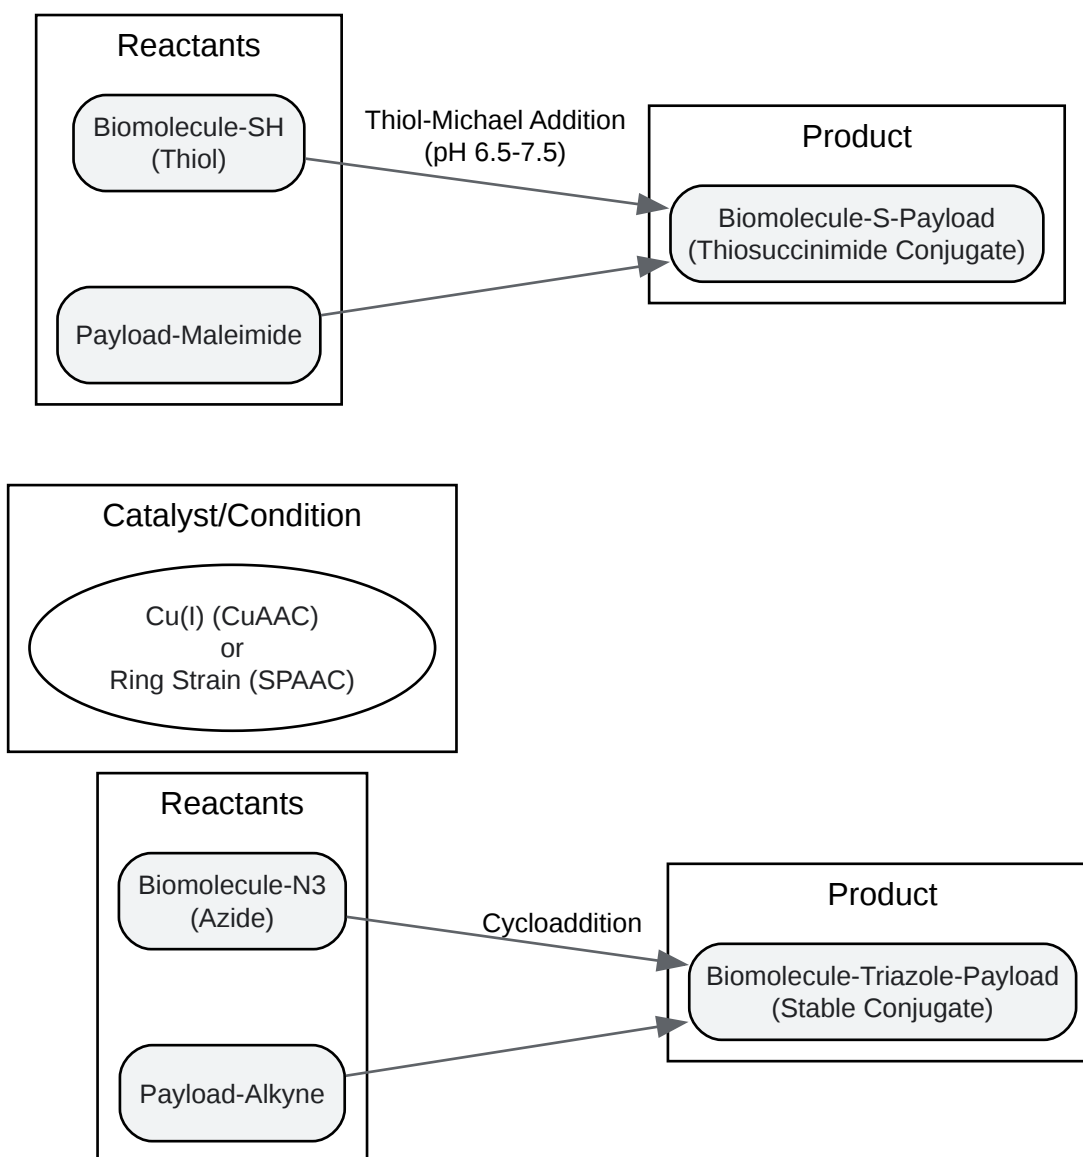 Reactants
Biomolecule-SH
(Thiol)
Payload-Maleimide
Thiol-Michael Addition
(pH 6.5-7.5)
Product
Biomolecule-S-Payload
(Thiosuccinimide Conjugate)
Catalyst/Condition
Cu(I) (CuAAC)
or
Ring Strain (SPAAC)
Reactants
Biomolecule-N3
(Azide)
Payload-Alkyne
Cycloaddition
Product
Biomolecule-Triazole-Payload
(Stable Conjugate)